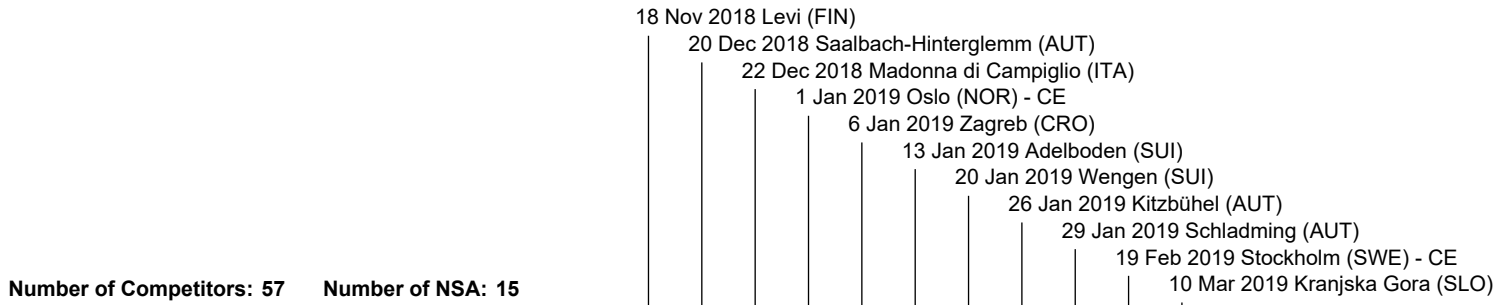 18 Nov 2018 Levi (FIN)
20 Dec 2018 Saalbach-Hinterglemm (AUT)
22 Dec 2018 Madonna di Campiglio (ITA)
1 Jan 2019 Oslo (NOR) - CE
6 Jan 2019 Zagreb (CRO)
13 Jan 2019 Adelboden (SUI)
20 Jan 2019 Wengen (SUI)
26 Jan 2019 Kitzbühel (AUT)
29 Jan 2019 Schladming (AUT)
19 Feb 2019 Stockholm (SWE) - CE
10 Mar 2019 Kranjska Gora (SLO)
Number of Competitors: 57 Number of NSA: 15